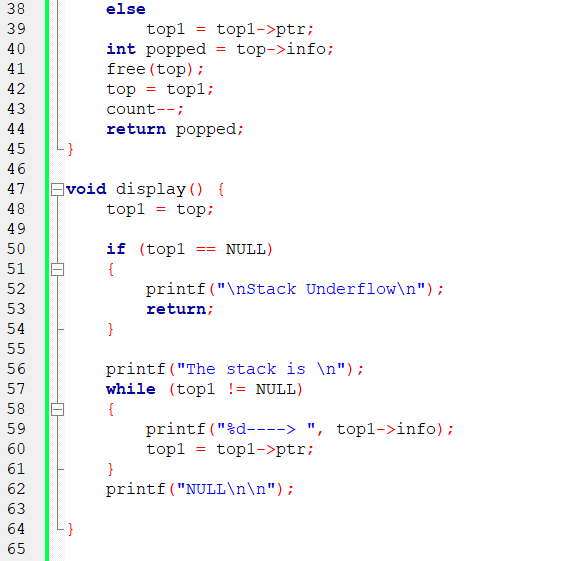 38         else
39             top1 = top1->ptr;
40         int popped = top->info;
41         free(top);
42         top = top1;
43         count--;
44         return popped;
45     }
46
47     void display() {
48         top1 = top;
49
50         if (top1 == NULL)
51         {
52             printf("\nStack Underflow\n");
53             return;
54         }
55
56         printf("The stack is \n");
57         while (top1 != NULL)
58         {
59             printf("%d----> ", top1->info);
60             top1 = top1->ptr;
61         }
62         printf("NULL\n\n");
63
64     }
65